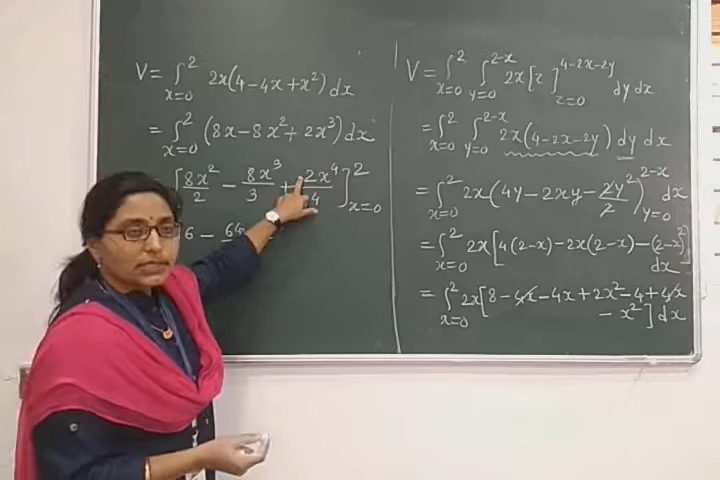 V = ∫_{x=0}^{2} 2x(4-4x+x²) dx
= ∫_{x=0}^{2} (8x-8x²+2x³) dx
[8x²/2 - 8x³/3 + 2x⁴/4]_{x=0}^{2}
6 - 64
V = ∫_{x=0}^{2} ∫_{y=0}^{2-x} 2x[z]_{z=0}^{4-2x-2y} dy dx
= ∫_{x=0}^{2} ∫_{y=0}^{2-x} 2x(4-2x-2y) dy dx
= ∫_{x=0}^{2} 2x(4y-2xy-2y²/2)_{y=0}^{2-x} dx
= ∫_{x=0}^{2} 2x[4(2-x)-2x(2-x)-(2-x)²]
dx
= ∫_{x=0}^{2} 2x[8-4x-4x+2x²-4+4x
- x²] dx